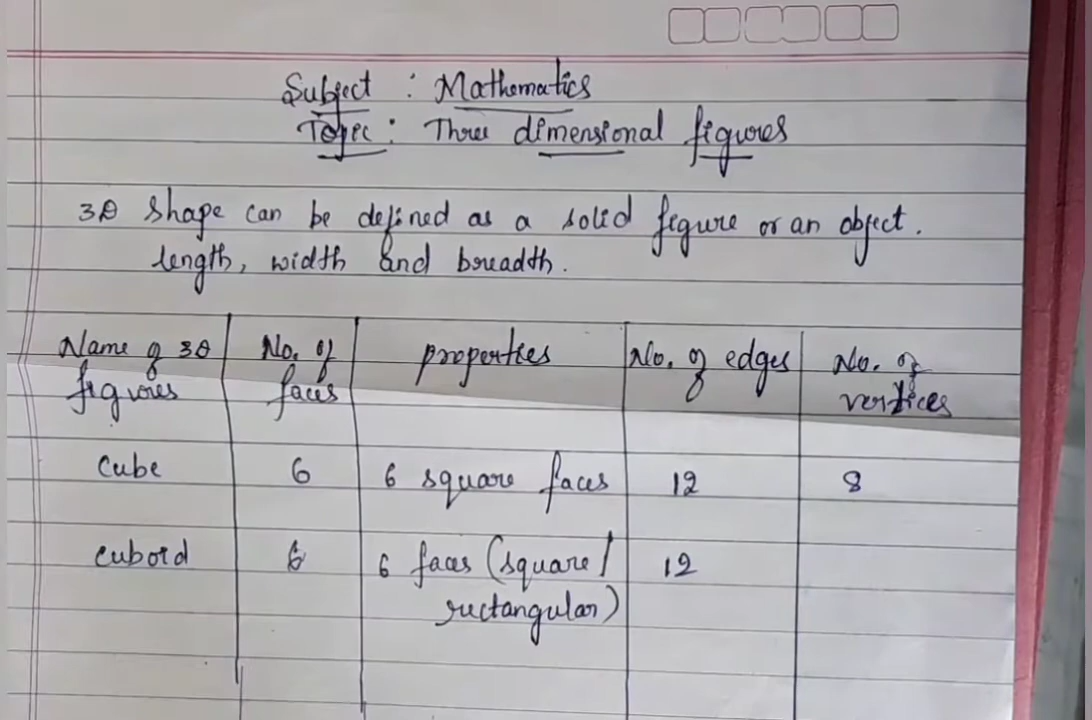 Subject : Mathematics
Topic : Three dimensional figures
3D shape can be defined as a solid figure or an object.
length, width and breadth.
Name of 3D figures | No. of faces | properties | No. of edges | No. of vertices
cube | 6 | 6 square faces | 12 | 8
cuboid | 6 | 6 faces (square/ | 12
rectangular)